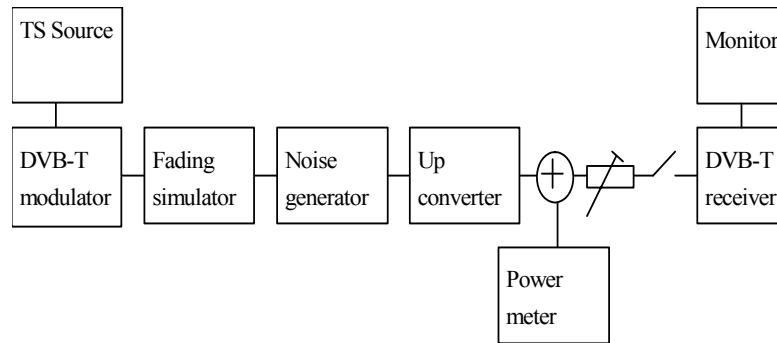 TS Source
Monitor
DVB-T
modulator
Fading
simulator
Noise
generator
Up
converter
+
DVB-T
receiver
Power
meter